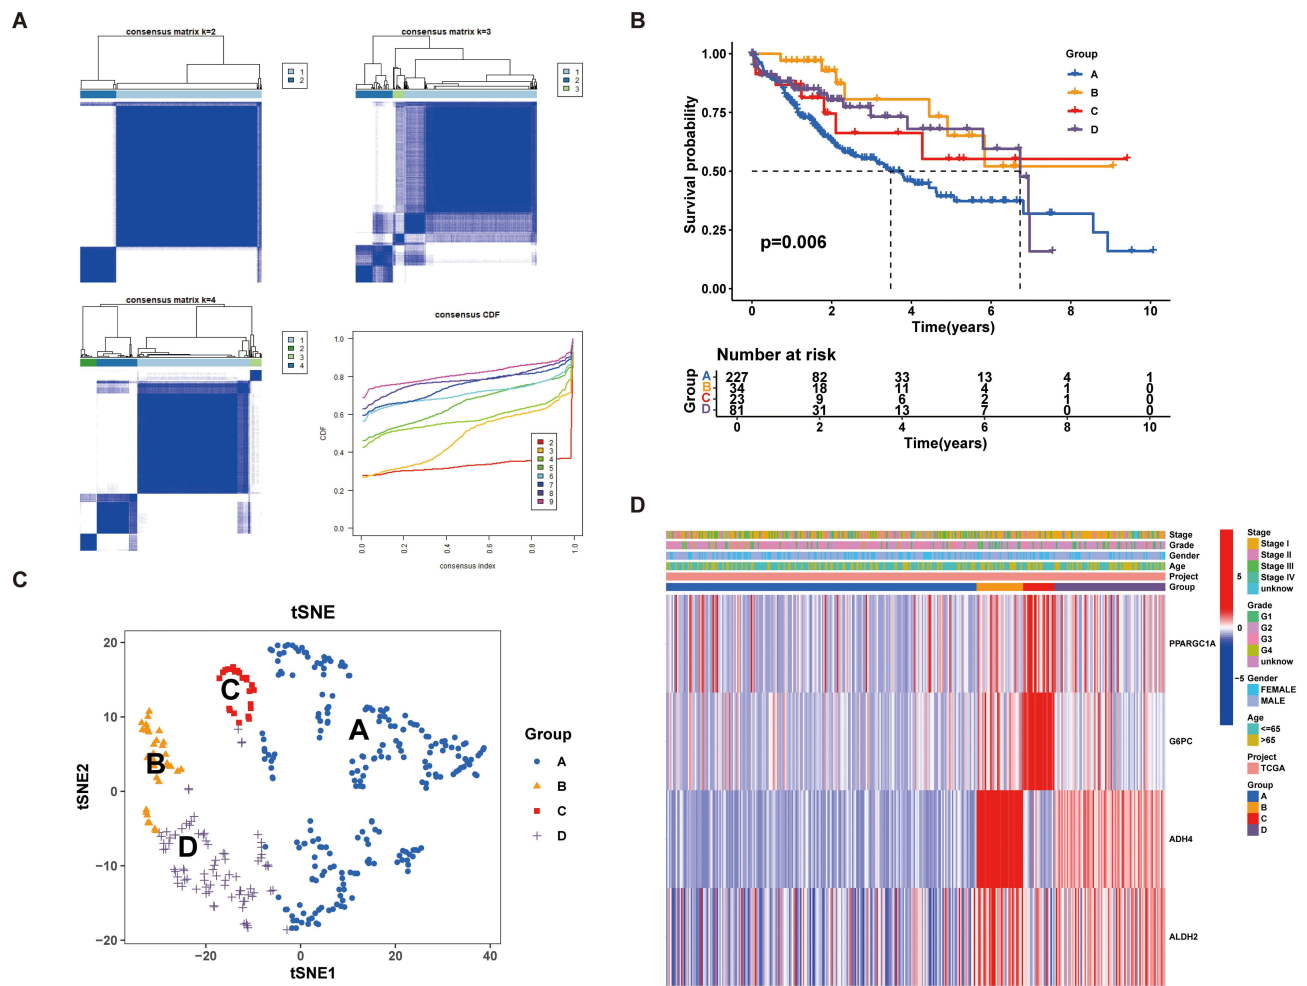 A
consensus matrix k=2
1
2
consensus matrix k=3
1
2
3
consensus matrix k=4
1
2
3
4
consensus CDF
CDF
1.0
0.8
0.6
0.4
0.2
0.0
0.0 0.2 0.4 0.6 0.8 1.0
consensus index
2
3
4
5
6
7
8
9
B
Survival probability
1.00
0.75
0.50
0.25
0.00
p=0.006
Group
A
B
C
D
0 2 4 6 8 10
Time(years)
Number at risk
Group
A 227 82 33 13 4 1
B 34 18 11 4 1 0
C 23 9 6 2 1 0
D 81 31 13 7 0 0
0 2 4 6 8 10
Time(years)
C
tSNE
tSNE2
20
10
0
−10
−20
A
B
C
D
−20 0 20 40
tSNE1
Group
A
B
C
D
D
Stage
Grade
Gender
Age
Project
Group
PPARGC1A
G6PC
ADH4
ALDH2
5
0
−5
Stage
Stage I
Stage II
Stage III
Stage IV
unknow
Grade
G1
G2
G3
G4
unknow
Gender
FEMALE
MALE
Age
<=65
>65
Project
TCGA
Group
A
B
C
D